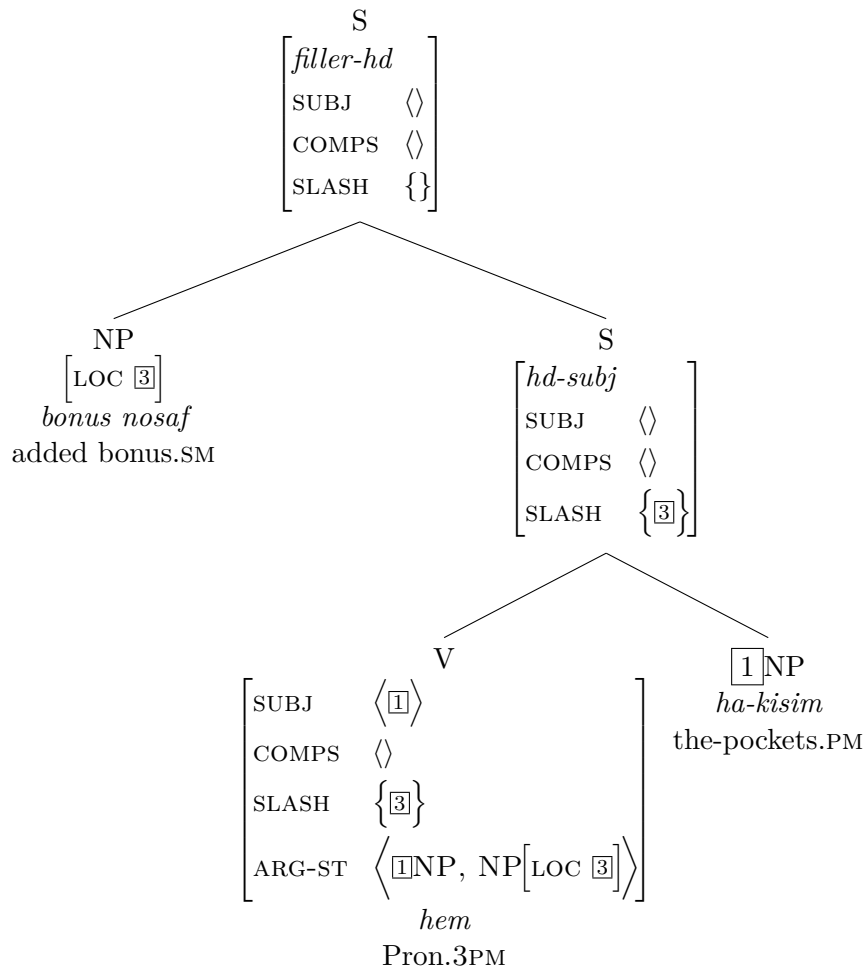 S
filler-hd
SUBJ ⟨⟩
COMPS ⟨⟩
SLASH {}
NP
[LOC 3]
bonus nosaf
added bonus.SM
S
hd-subj
SUBJ ⟨⟩
COMPS ⟨⟩
SLASH {3}
V
SUBJ ⟨1⟩
COMPS ⟨⟩
SLASH {3}
ARG-ST ⟨1NP, NP[LOC 3]⟩
hem
Pron.3PM
1NP
ha-kisim
the-pockets.PM